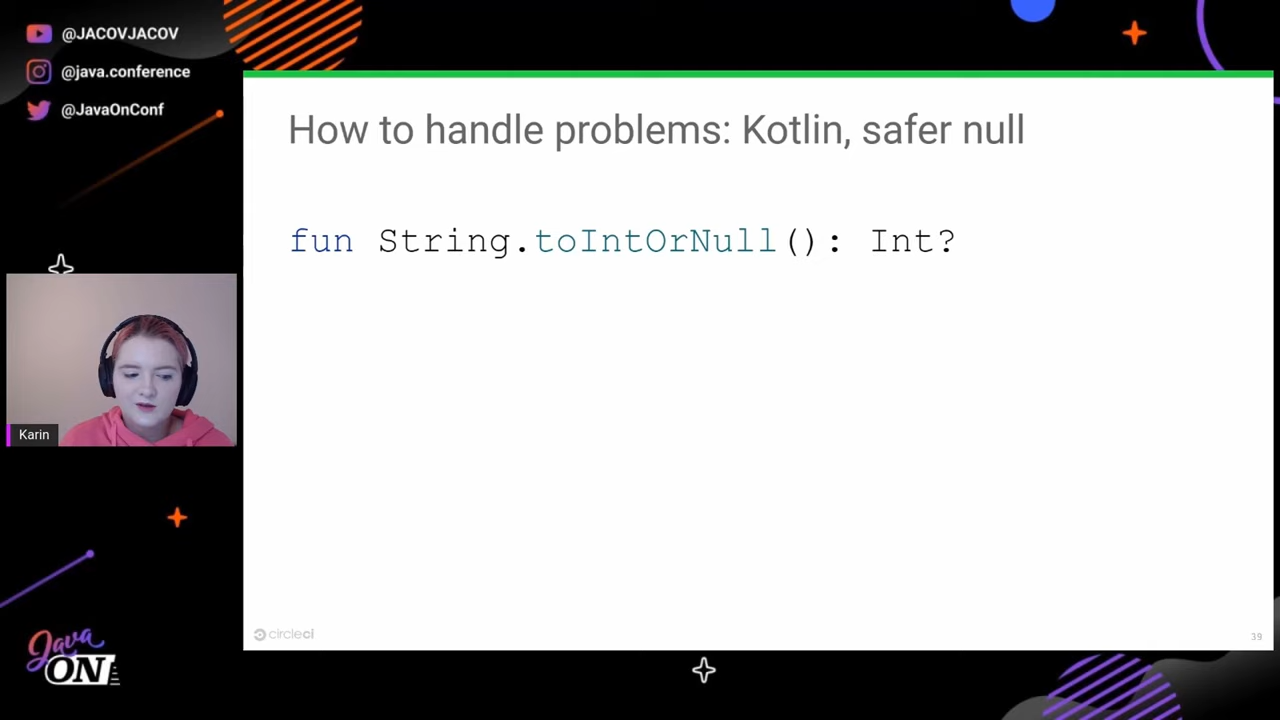 @JACOVJACOV
@java.conference
@JavaOnConf
How to handle problems: Kotlin, safer null
fun String.toIntOrNull(): Int?
Karin
circleci
39
Java
ON